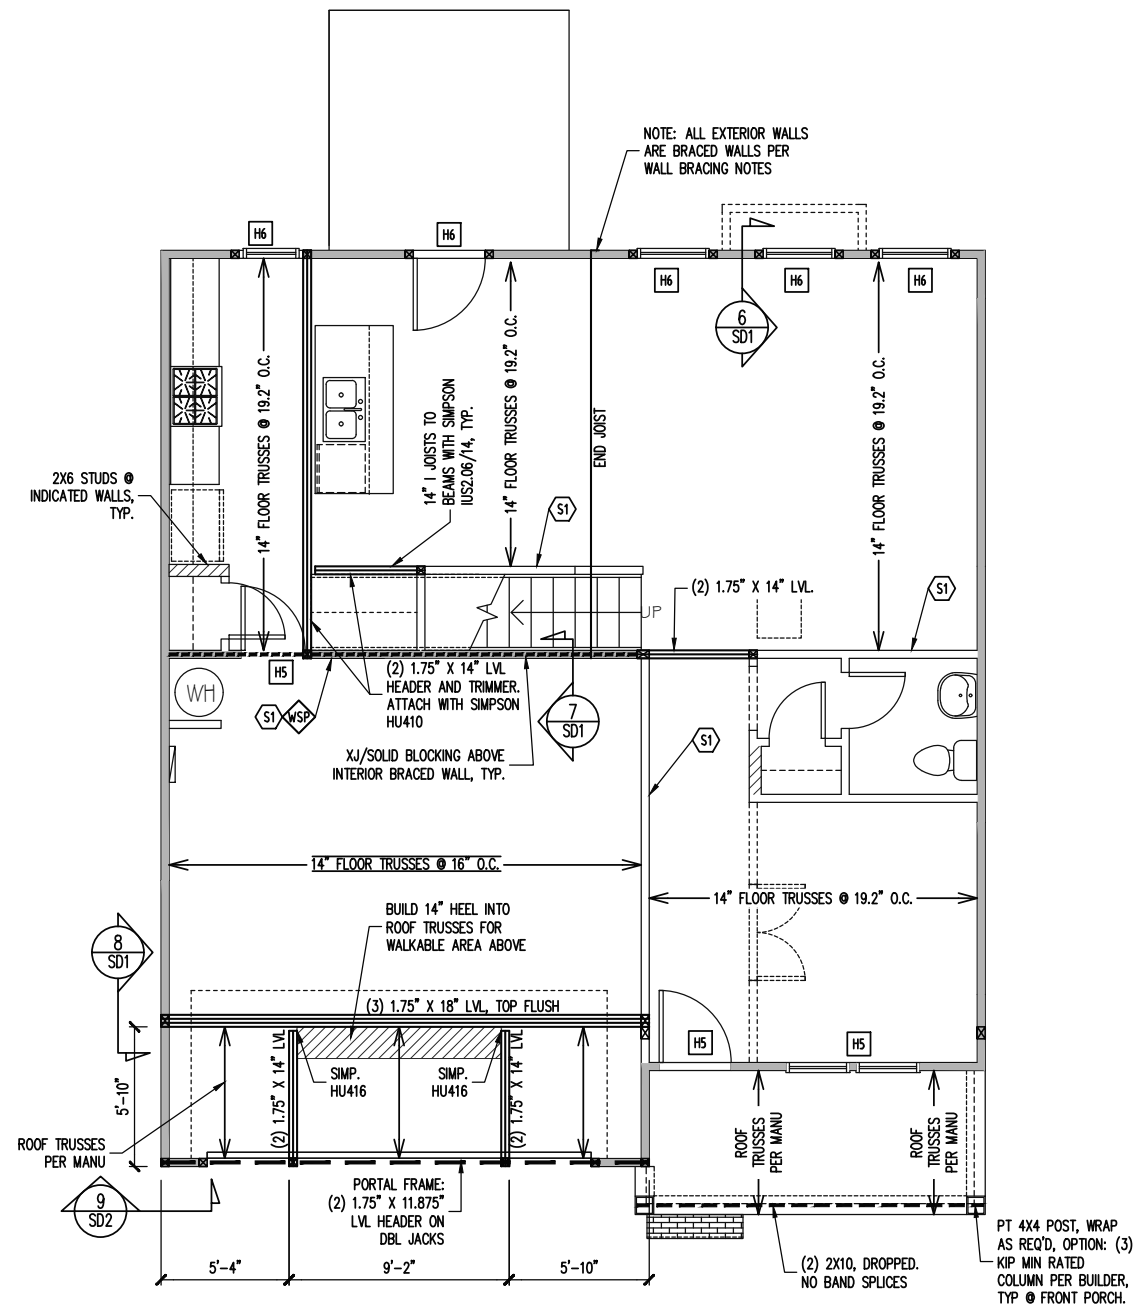 NOTE: ALL EXTERIOR WALLS
ARE BRACED WALLS PER
WALL BRACING NOTES
H6
H6
H6
H6
H6
6
SD1
14" FLOOR TRUSSES @ 19.2" O.C.
14" I JOISTS TO
BEAMS WITH SIMPSON
IUS2.06/14, TYP.
14" FLOOR TRUSSES @ 19.2" O.C.
END JOIST
14" FLOOR TRUSSES @ 19.2" O.C.
2X6 STUDS @
INDICATED WALLS,
TYP.
S1
S1
UP
(2) 1.75" X 14" LVL.
H5
WH
S1
WSP
(2) 1.75" X 14" LVL
HEADER AND TRIMMER.
ATTACH WITH SIMPSON
HU410
7
SD1
S1
XJ/SOLID BLOCKING ABOVE
INTERIOR BRACED WALL, TYP.
14" FLOOR TRUSSES @ 16" O.C.
14" FLOOR TRUSSES @ 19.2" O.C.
BUILD 14" HEEL INTO
ROOF TRUSSES FOR
WALKABLE AREA ABOVE
8
SD1
(3) 1.75" X 18" LVL, TOP FLUSH
H5
H5
(2) 1.75" X 14" LVL
SIMP.
HU416
SIMP.
HU416
(2) 1.75" X 14" LVL
5'-10"
ROOF TRUSSES
PER MANU
ROOF
TRUSSES
PER MANU
ROOF
TRUSSES
PER MANU
9
SD2
PORTAL FRAME:
(2) 1.75" X 11.875"
LVL HEADER ON
DBL JACKS
(2) 2X10, DROPPED.
NO BAND SPLICES
PT 4X4 POST, WRAP
AS REQ'D, OPTION: (3)
KIP MIN RATED
COLUMN PER BUILDER,
TYP @ FRONT PORCH.
5'-4"
9'-2"
5'-10"